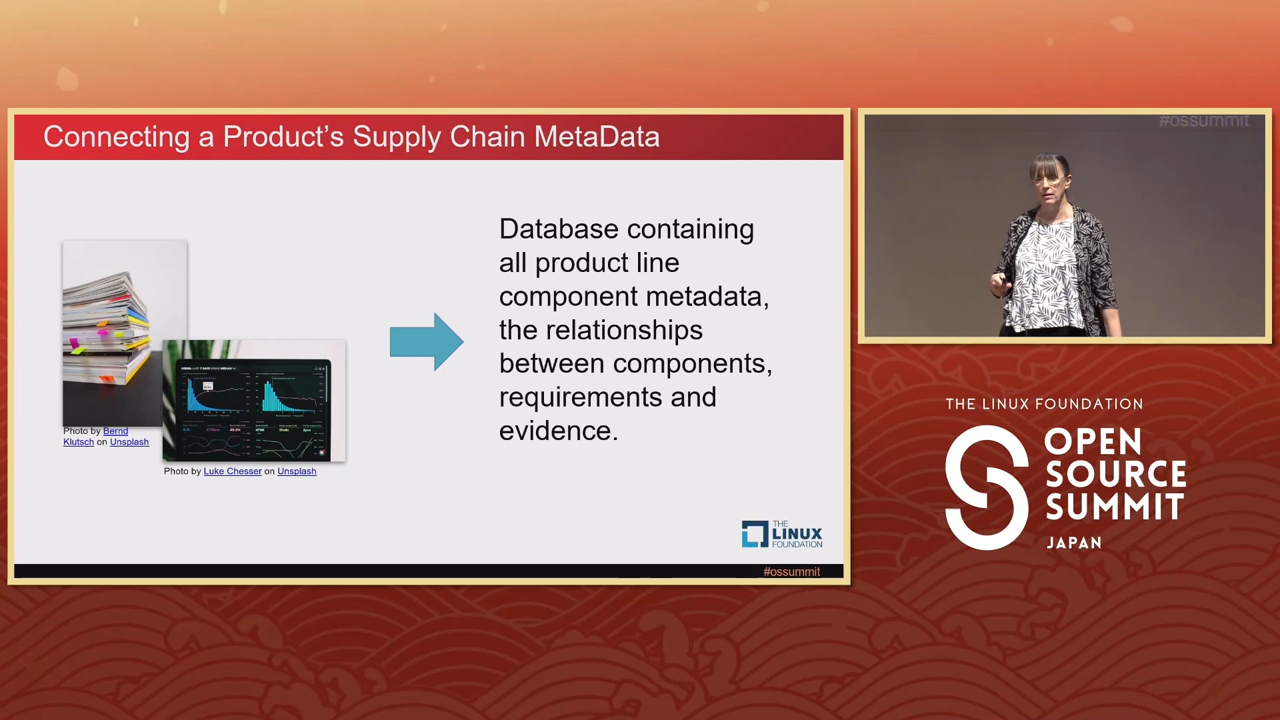 Connecting a Product's Supply Chain MetaData
Database containing
all product line
component metadata,
the relationships
between components,
requirements and
evidence.
Photo by Bernd
Klutsch on Unsplash
Photo by Luke Chesser on Unsplash
THE
LINUX
FOUNDATION
#ossummit
#ossummit
THE LINUX FOUNDATION
OPEN
SOURCE
SUMMIT
JAPAN